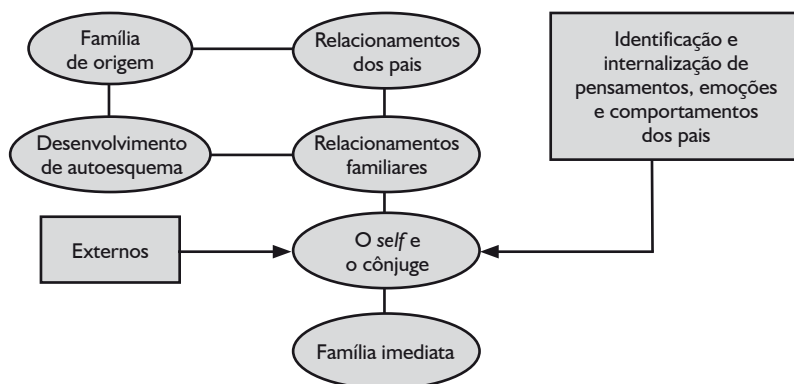 Família
de origem
Relacionamentos
dos pais
Identificação e
internalização de
pensamentos, emoções
e comportamentos
dos pais
Desenvolvimento
de autoesquema
Relacionamentos
familiares
Externos
O self e
o cônjuge
Família imediata